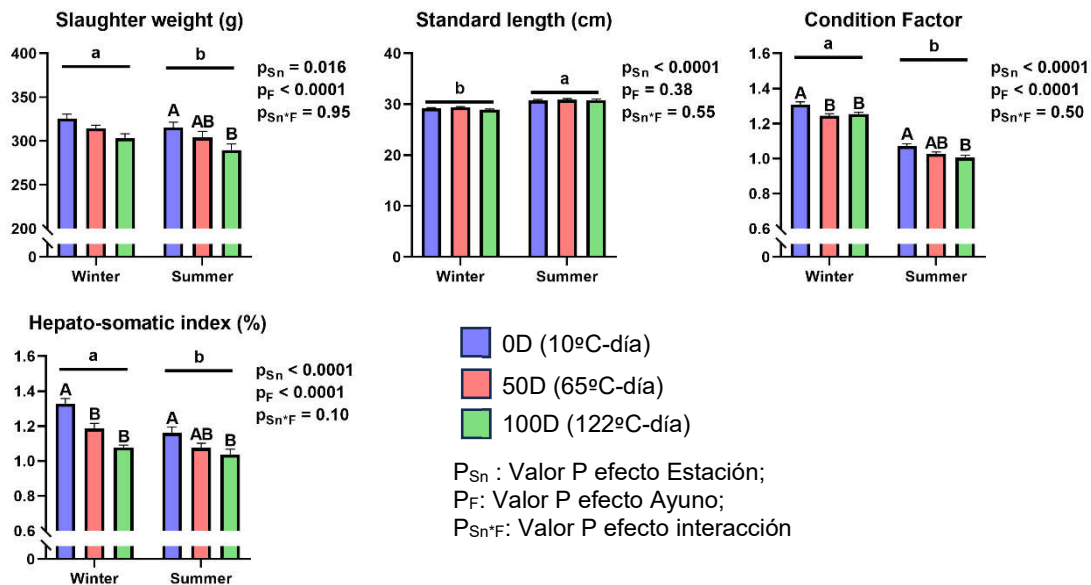 Slaughter weight (g)
400
350
300
250
200
0
a
b
A
AB
B
Winter
Summer
pSn = 0.016
pF < 0.0001
pSn*F = 0.95
Standard length (cm)
40
30
20
10
0
b
a
Winter
Summer
pSn < 0.0001
pF = 0.38
pSn*F = 0.55
Condition Factor
1.6
1.4
1.2
1.0
0.8
0.6
0
a
b
A
B
B
A
AB
B
Winter
Summer
pSn < 0.0001
pF < 0.0001
pSn*F = 0.50
Hepato-somatic index (%)
1.6
1.4
1.2
1.0
0.8
0.6
0
a
b
A
B
B
A
AB
B
Winter
Summer
pSn < 0.0001
pF < 0.0001
pSn*F = 0.10
0D (10ºC-día)
50D (65ºC-día)
100D (122ºC-día)
PSn : Valor P efecto Estación;
PF: Valor P efecto Ayuno;
PSn*F: Valor P efecto interacción